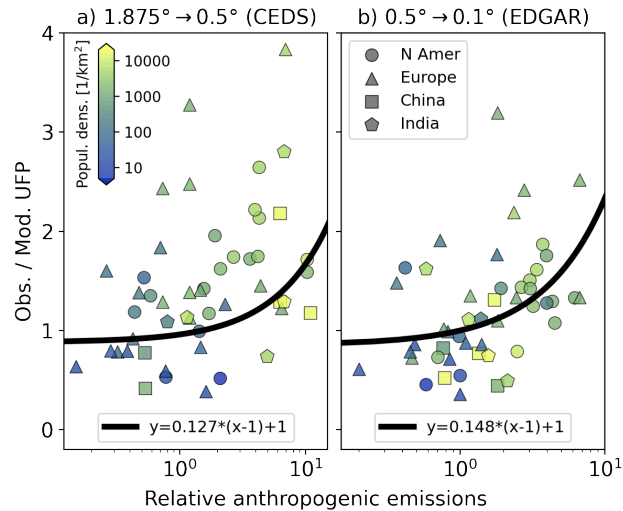 a) 1.875° → 0.5° (CEDS)
b) 0.5° → 0.1° (EDGAR)
Obs. / Mod. UFP
4
3
2
1
0
Popul. dens. [1/km²]
10000
1000
100
10
N Amer
Europe
China
India
y=0.127*(x-1)+1
y=0.148*(x-1)+1
10⁰
10¹
10⁰
10¹
Relative anthropogenic emissions